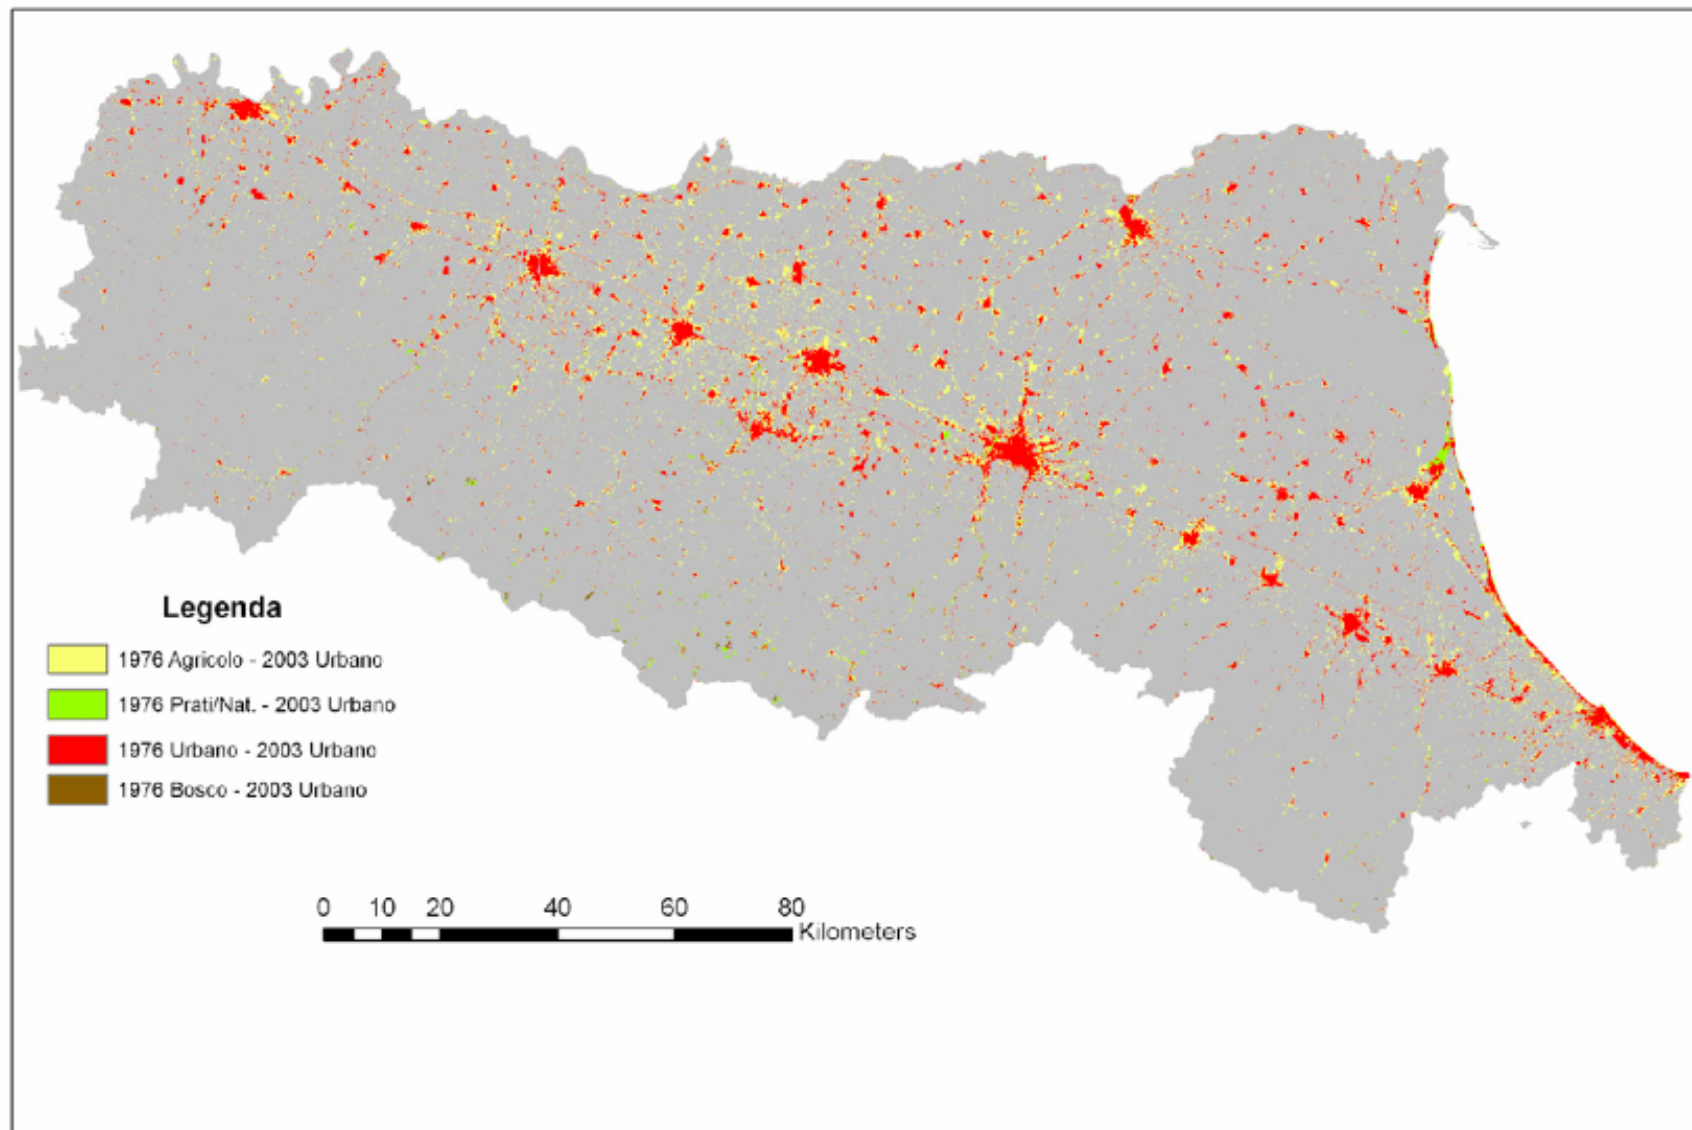 Legenda
1976 Agricolo - 2003 Urbano
1976 Prati/Nat. - 2003 Urbano
1976 Urbano - 2003 Urbano
1976 Bosco - 2003 Urbano
0 10 20 40 60 80
Kilometers